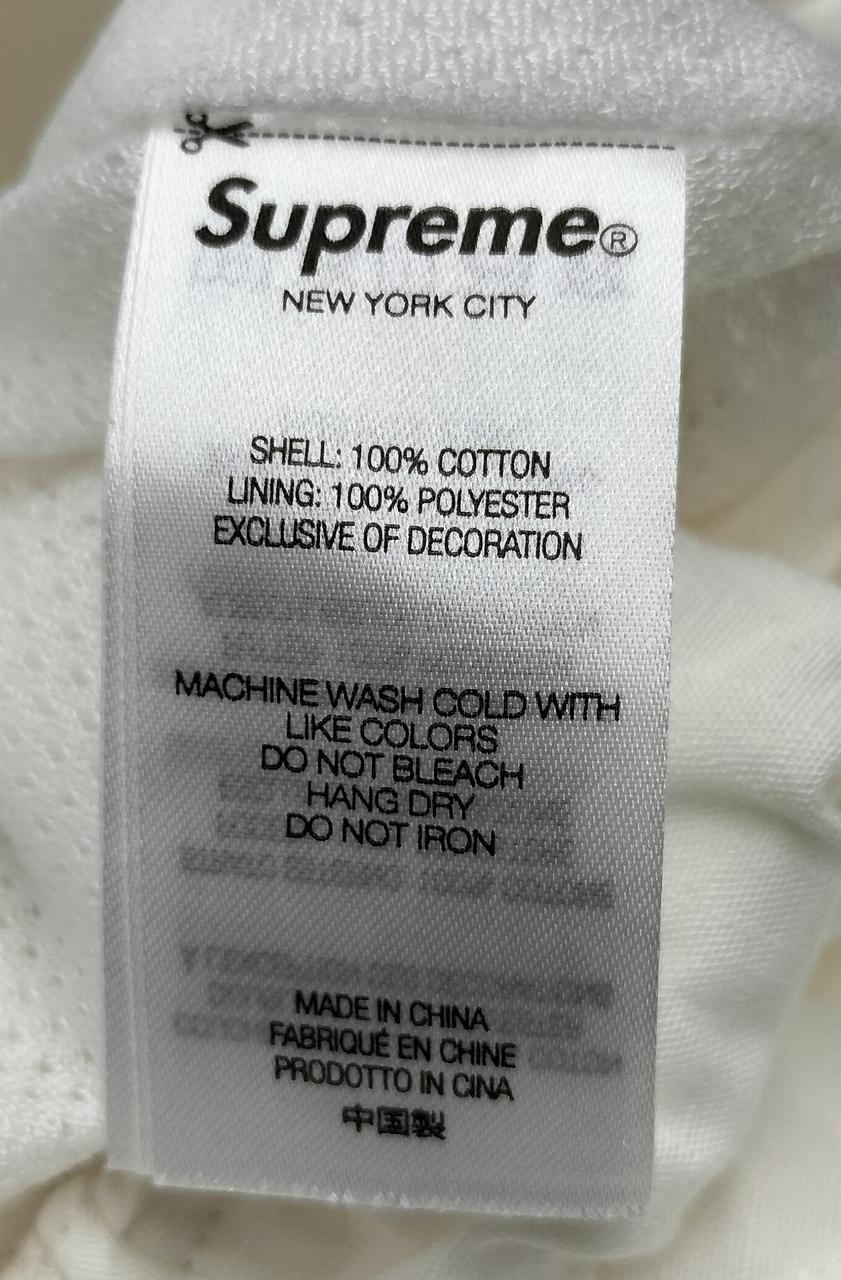 Supreme®
NEW YORK CITY
SHELL: 100% COTTON
LINING: 100% POLYESTER
EXCLUSIVE OF DECORATION
MACHINE WASH COLD WITH
LIKE COLORS
DO NOT BLEACH
HANG DRY
DO NOT IRON
MADE IN CHINA
FABRIQUÉ EN CHINE
PRODOTTO IN CINA
中国製